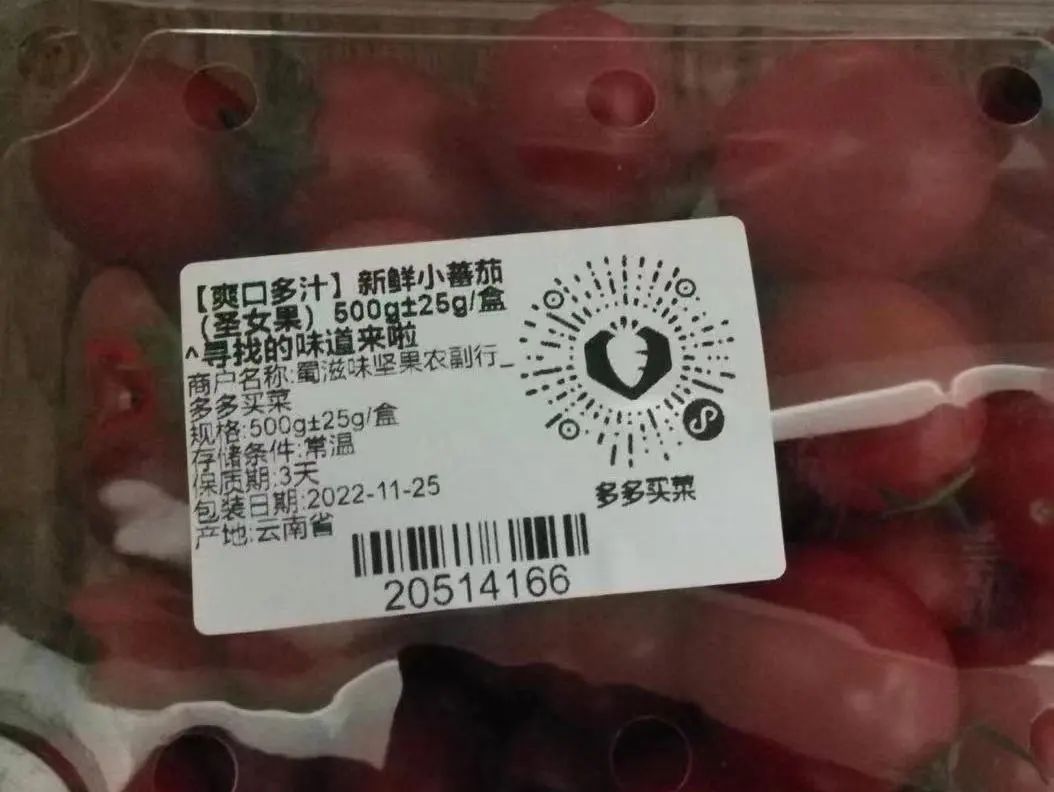 【爽口多汁】新鲜小蕃茄
（圣女果）500g±25g/盒
^寻找的味道来啦
商户名称:蜀滋味坚果农副行_
多多买菜
规格:500g±25g/盒
存储条件:常温
保质期:3天
包装日期:2022-11-25
产地:云南省
多多买菜
20514166